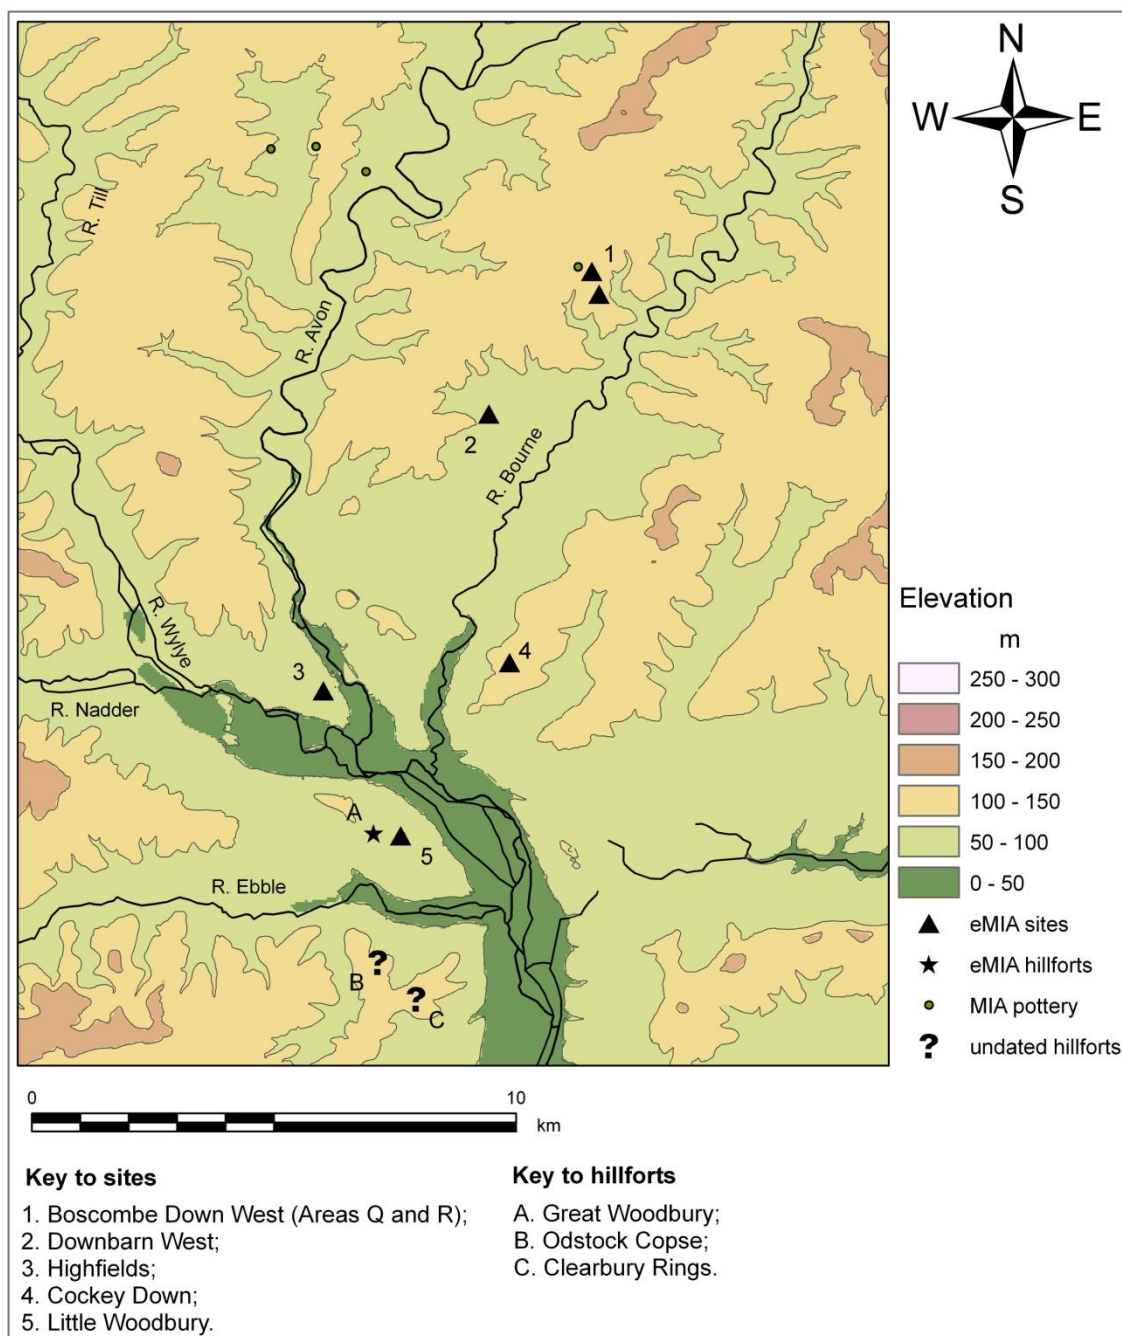 N
W E
S
R. Till
R. Avon
1
2
R. Bourne
R. Wylye
3
4
R. Nadder
A
5
R. Ebble
B
?
?
C
Elevation
m
250 - 300
200 - 250
150 - 200
100 - 150
50 - 100
0 - 50
eMIA sites
eMIA hillforts
MIA pottery
? undated hillforts
0 10
km
Key to sites
1. Boscombe Down West (Areas Q and R);
2. Downbarn West;
3. Highfields;
4. Cockey Down;
5. Little Woodbury.
Key to hillforts
A. Great Woodbury;
B. Odstock Copse;
C. Clearbury Rings.